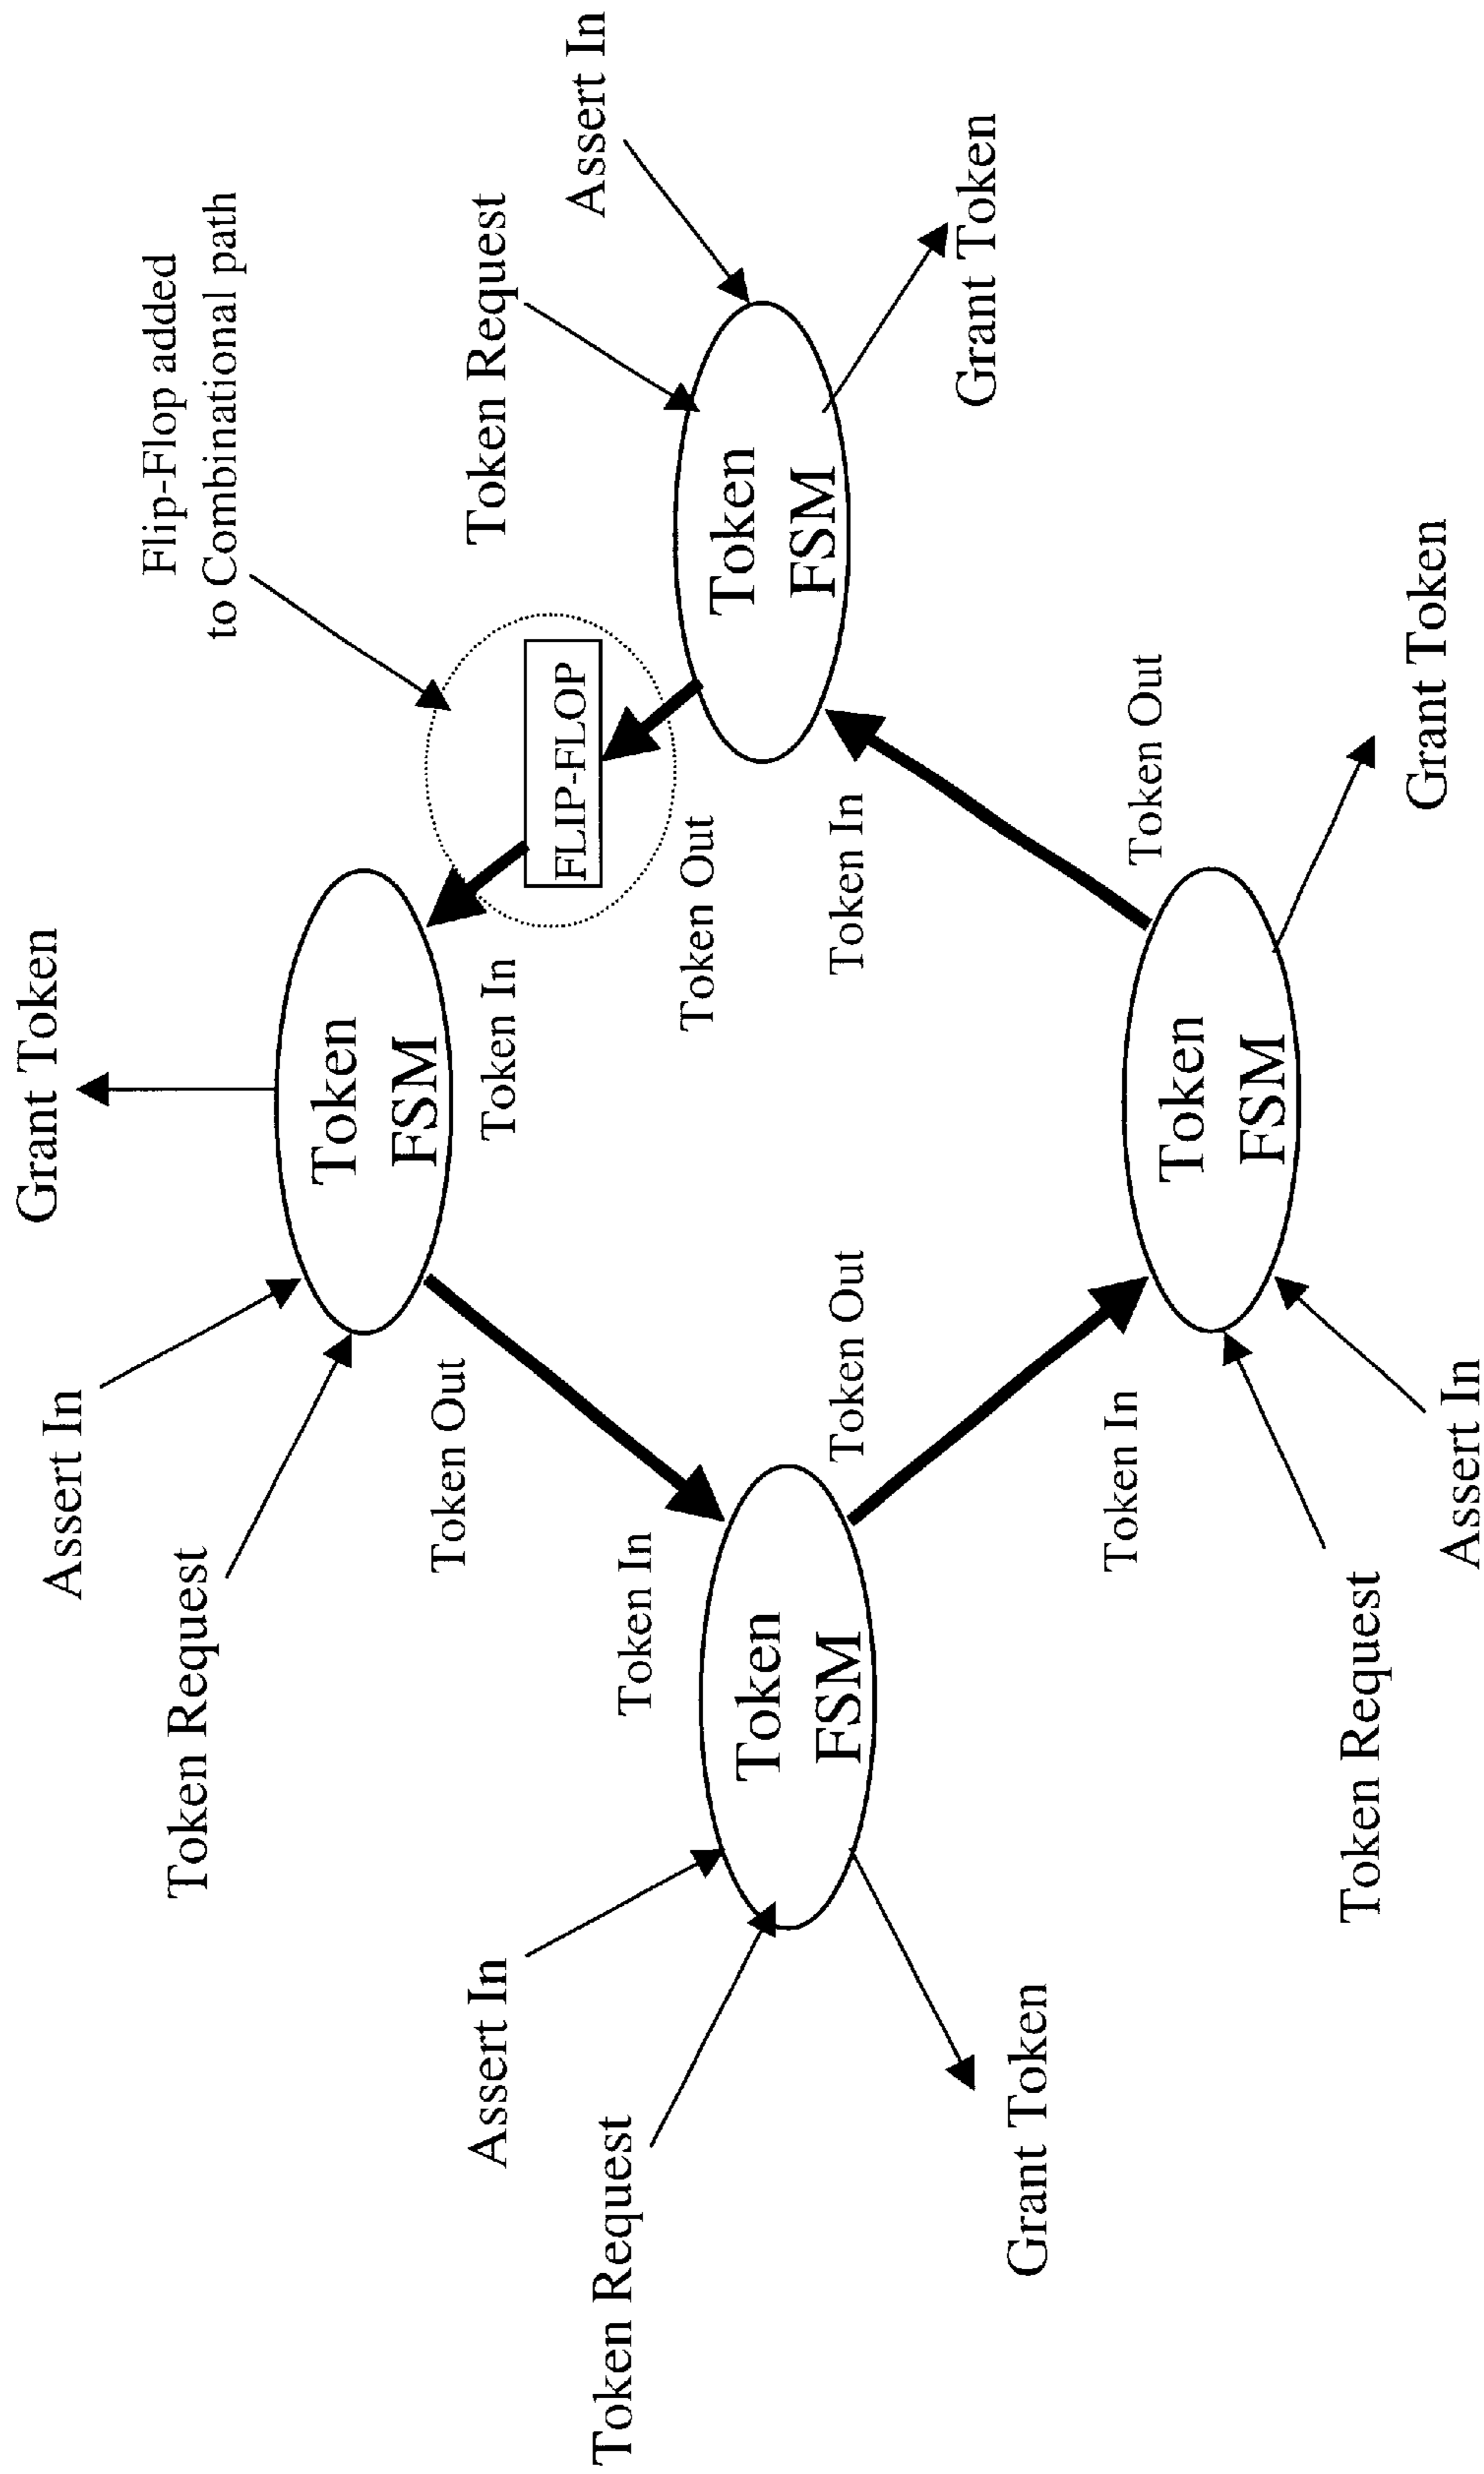 Grant Token
Assert In
Token Request
Token
FSM
Token Out
Token In
Flip-Flop added
to Combinational path
FLIP-FLOP
Assert In
Token Request
Token
FSM
Token In
Token Out
Grant Token
Token Request
Assert In
Token
FSM
Token Out
Token In
Grant Token
Token In
Token Out
Token
FSM
Token Request
Assert In
Grant Token